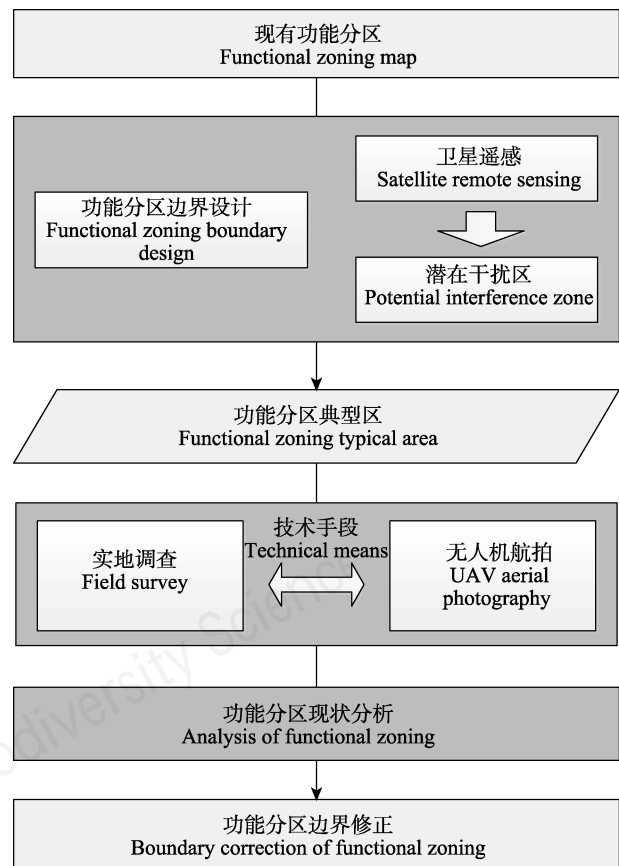 现有功能分区
Functional zoning map
功能分区边界设计
Functional zoning boundary
design
卫星遥感
Satellite remote sensing
潜在干扰区
Potential interference zone
功能分区典型区
Functional zoning typical area
技术手段
Technical means
实地调查
Field survey
无人机航拍
UAV aerial
photography
功能分区现状分析
Analysis of functional zoning
功能分区边界修正
Boundary correction of functional zoning
odiversity Science